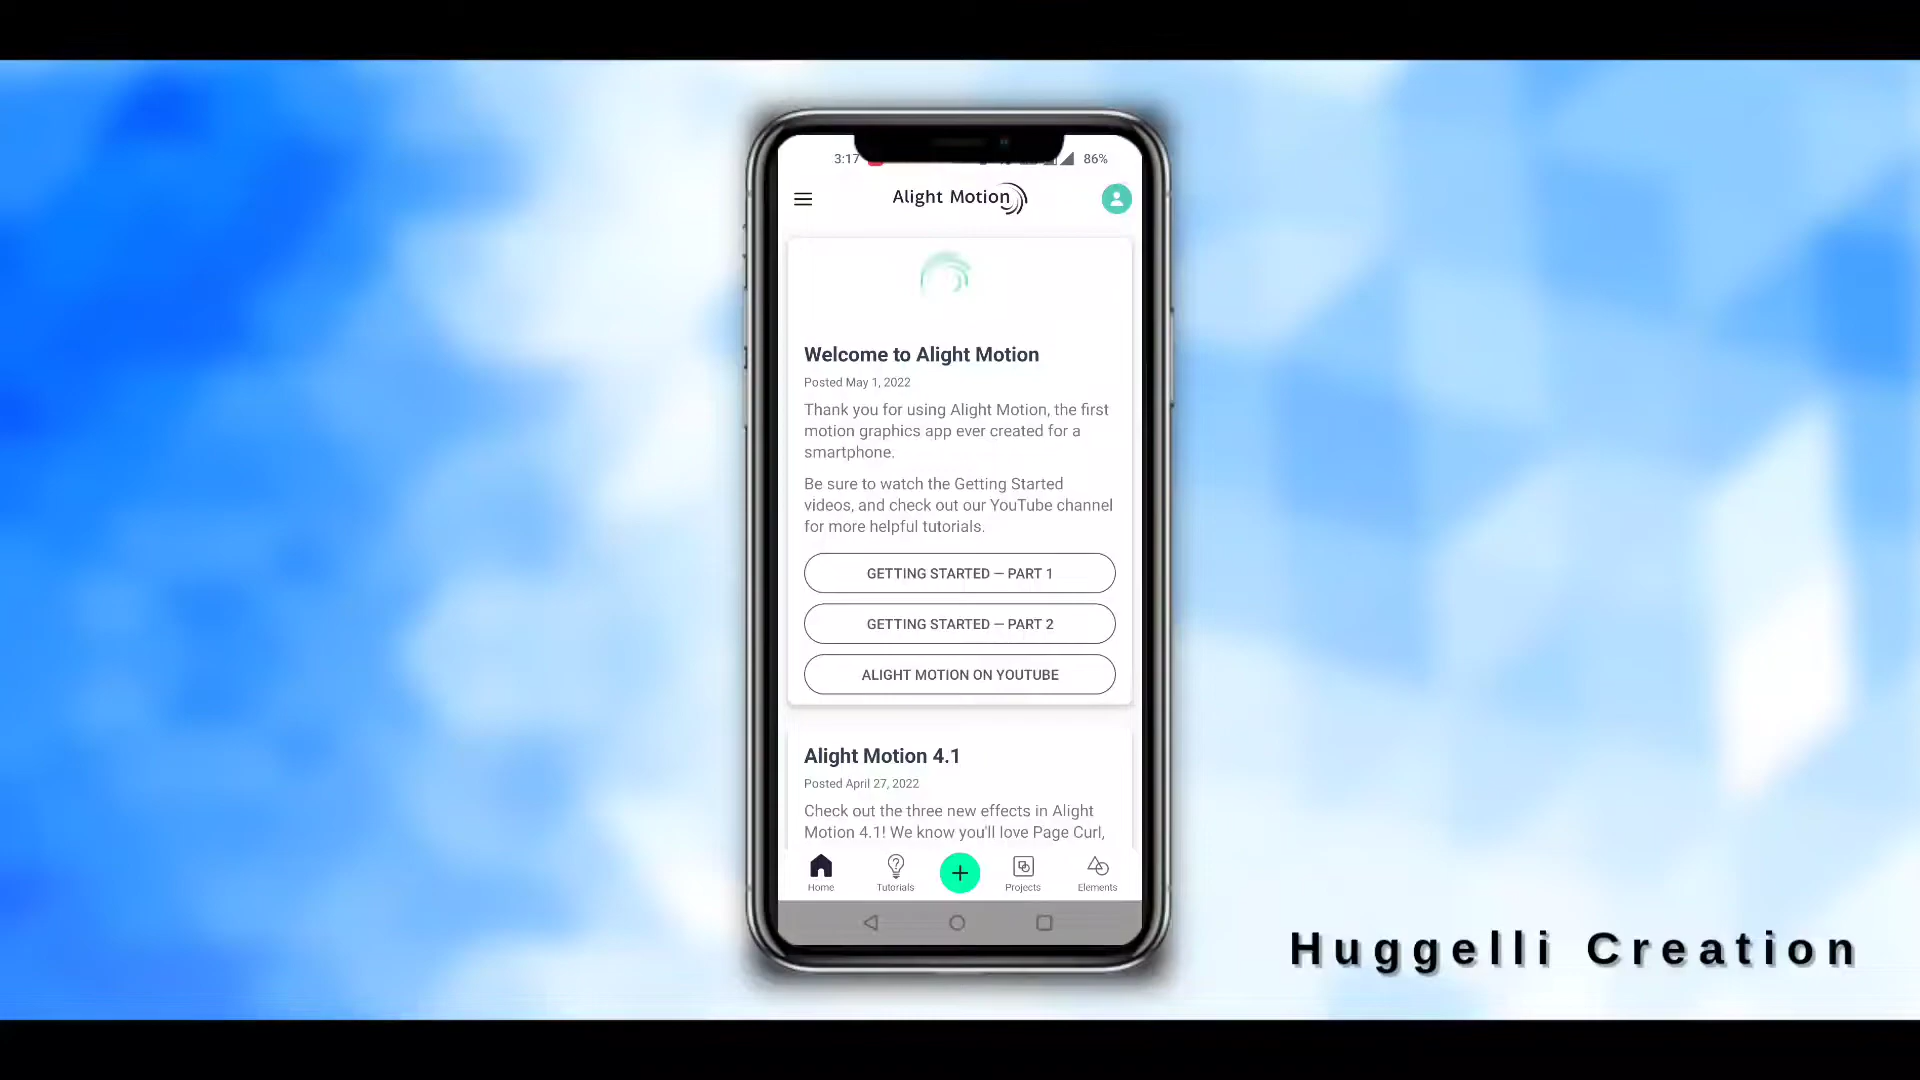 3:17
86%
Alight Motion
Welcome to Alight Motion
Posted May 1, 2022
Thank you for using Alight Motion, the first
motion graphics app ever created for a
smartphone.
Be sure to watch the Getting Started
videos, and check out our YouTube channel
for more helpful tutorials.
GETTING STARTED — PART 1
GETTING STARTED — PART 2
ALIGHT MOTION ON YOUTUBE
Alight Motion 4.1
Posted April 27, 2022
Check out the three new effects in Alight
Motion 4.1! We know you'll love Page Curl,
Home
Tutorials
Projects
Elements
Huggelli Creation